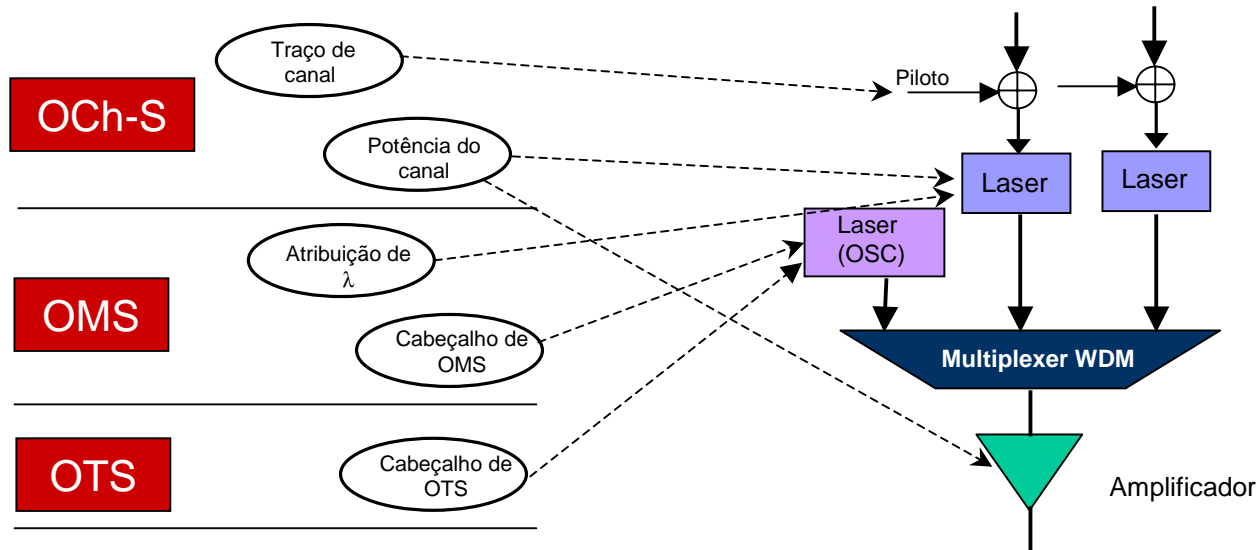 Traço de
canal
OCh-S
Piloto
Potência do
canal
Laser
Laser
Laser
(OSC)
Atribuição de
λ
OMS
Cabeçalho de
OMS
Multiplexer WDM
OTS
Cabeçalho de
OTS
Amplificador